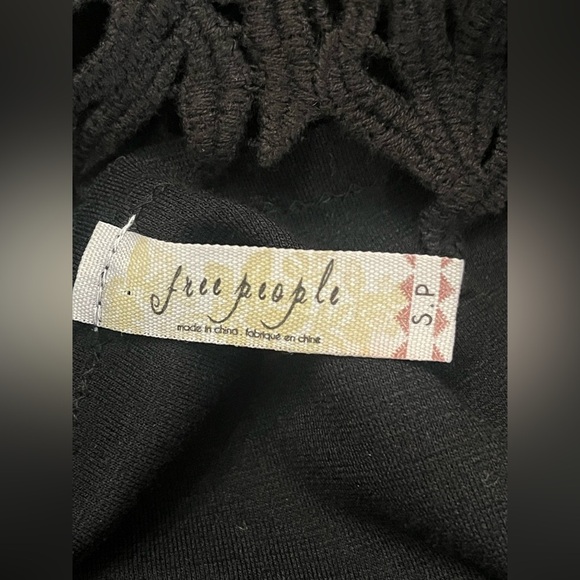 free people
made in china . fabriqué en chine
S.P